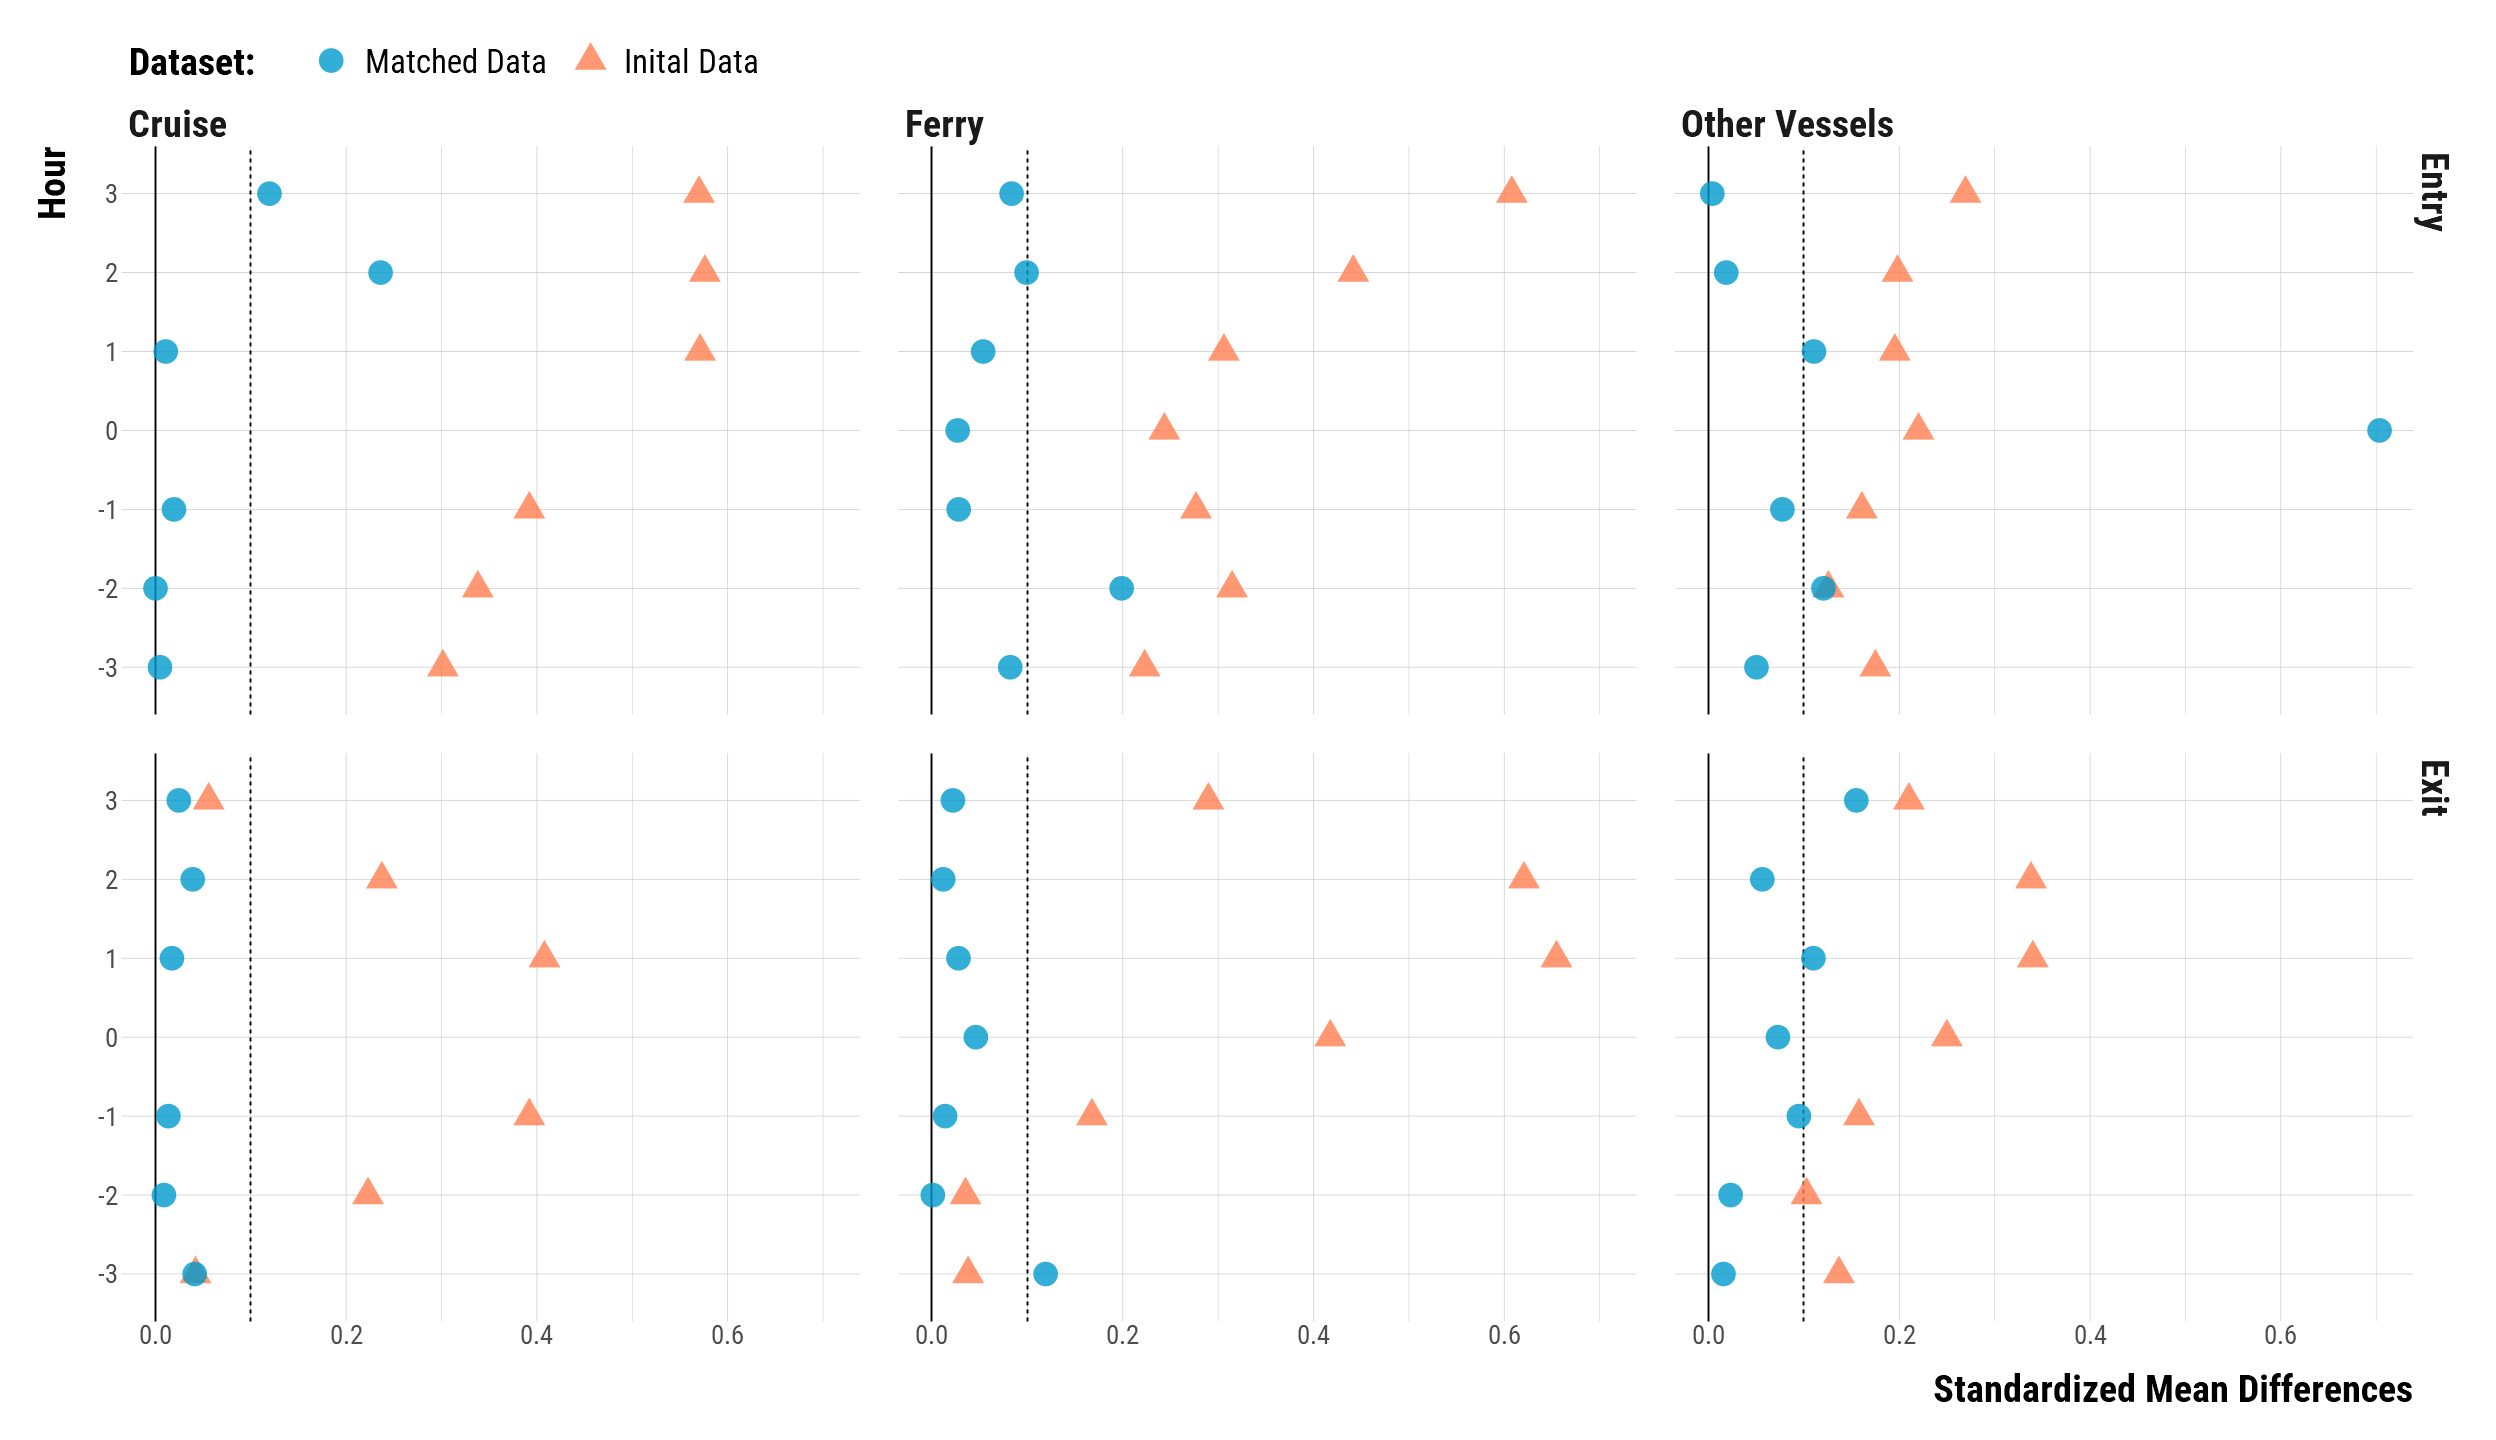 Dataset: Matched Data Inital Data
Cruise Ferry Other Vessels
Hour
Entry
3
2
1
0
-1
-2
-3
Exit
3
2
1
0
-1
-2
-3
0.0 0.2 0.4 0.6 0.0 0.2 0.4 0.6 0.0 0.2 0.4 0.6
Standardized Mean Differences